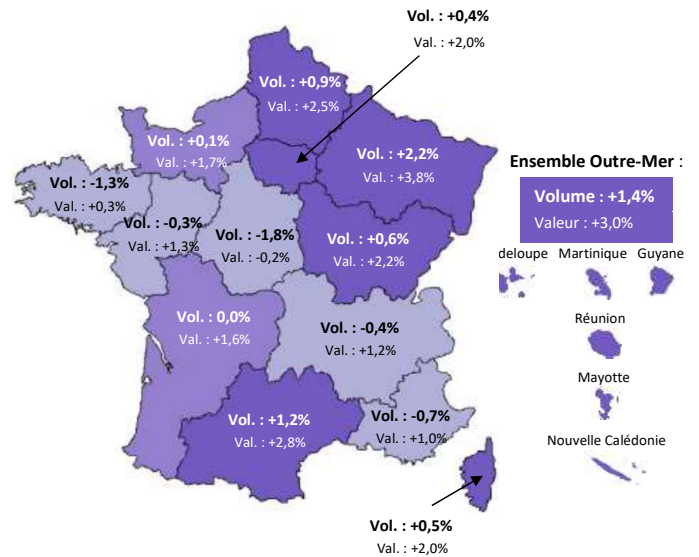 Vol. : +0,4%
Val. : +2,0%
Vol. : +0,9%
Val. : +2,5%
Vol. : +0,1%
Val. : +1,7%
Vol. : +2,2%
Val. : +3,8%
Vol. : -1,3%
Val. : +0,3%
Vol. : -0,3%
Val. : +1,3%
Vol. : -1,8%
Val. : -0,2%
Vol. : +0,6%
Val. : +2,2%
Vol. : 0,0%
Val. : +1,6%
Vol. : -0,4%
Val. : +1,2%
Vol. : +1,2%
Val. : +2,8%
Vol. : -0,7%
Val. : +1,0%
Vol. : +0,5%
Val. : +2,0%
Ensemble Outre-Mer :
Volume : +1,4%
Valeur : +3,0%
deloupe Martinique Guyane
Réunion
Mayotte
Nouvelle Calédonie